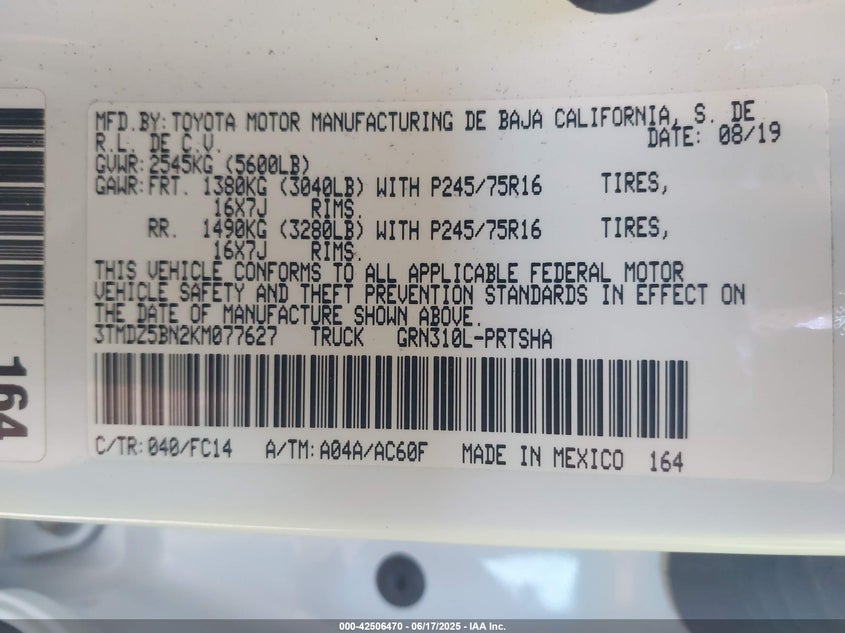 MFD.BY:TOYOTA MOTOR MANUFACTURING DE BAJA CALIFORNIA, S. DE
R.L. DE C.V. DATE: 08/19
GVWR:2545KG (5600LB)
GAWR:FRT. 1380KG (3040LB) WITH P245/75R16 TIRES,
16X7J RIMS.
RR. 1490KG (3280LB) WITH P245/75R16 TIRES,
16X7J RIMS.
THIS VEHICLE CONFORMS TO ALL APPLICABLE FEDERAL MOTOR
VEHICLE SAFETY AND THEFT PREVENTION STANDARDS IN EFFECT ON
THE DATE OF MANUFACTURE SHOWN ABOVE.
3TMDZ5BN2KM077627 TRUCK GRN310L-PRTSHA
C/TR:040/FC14 A/TM:A04A/AC60F MADE IN MEXICO 164
164
000-42506470 - 06/17/2025 - IAA Inc.